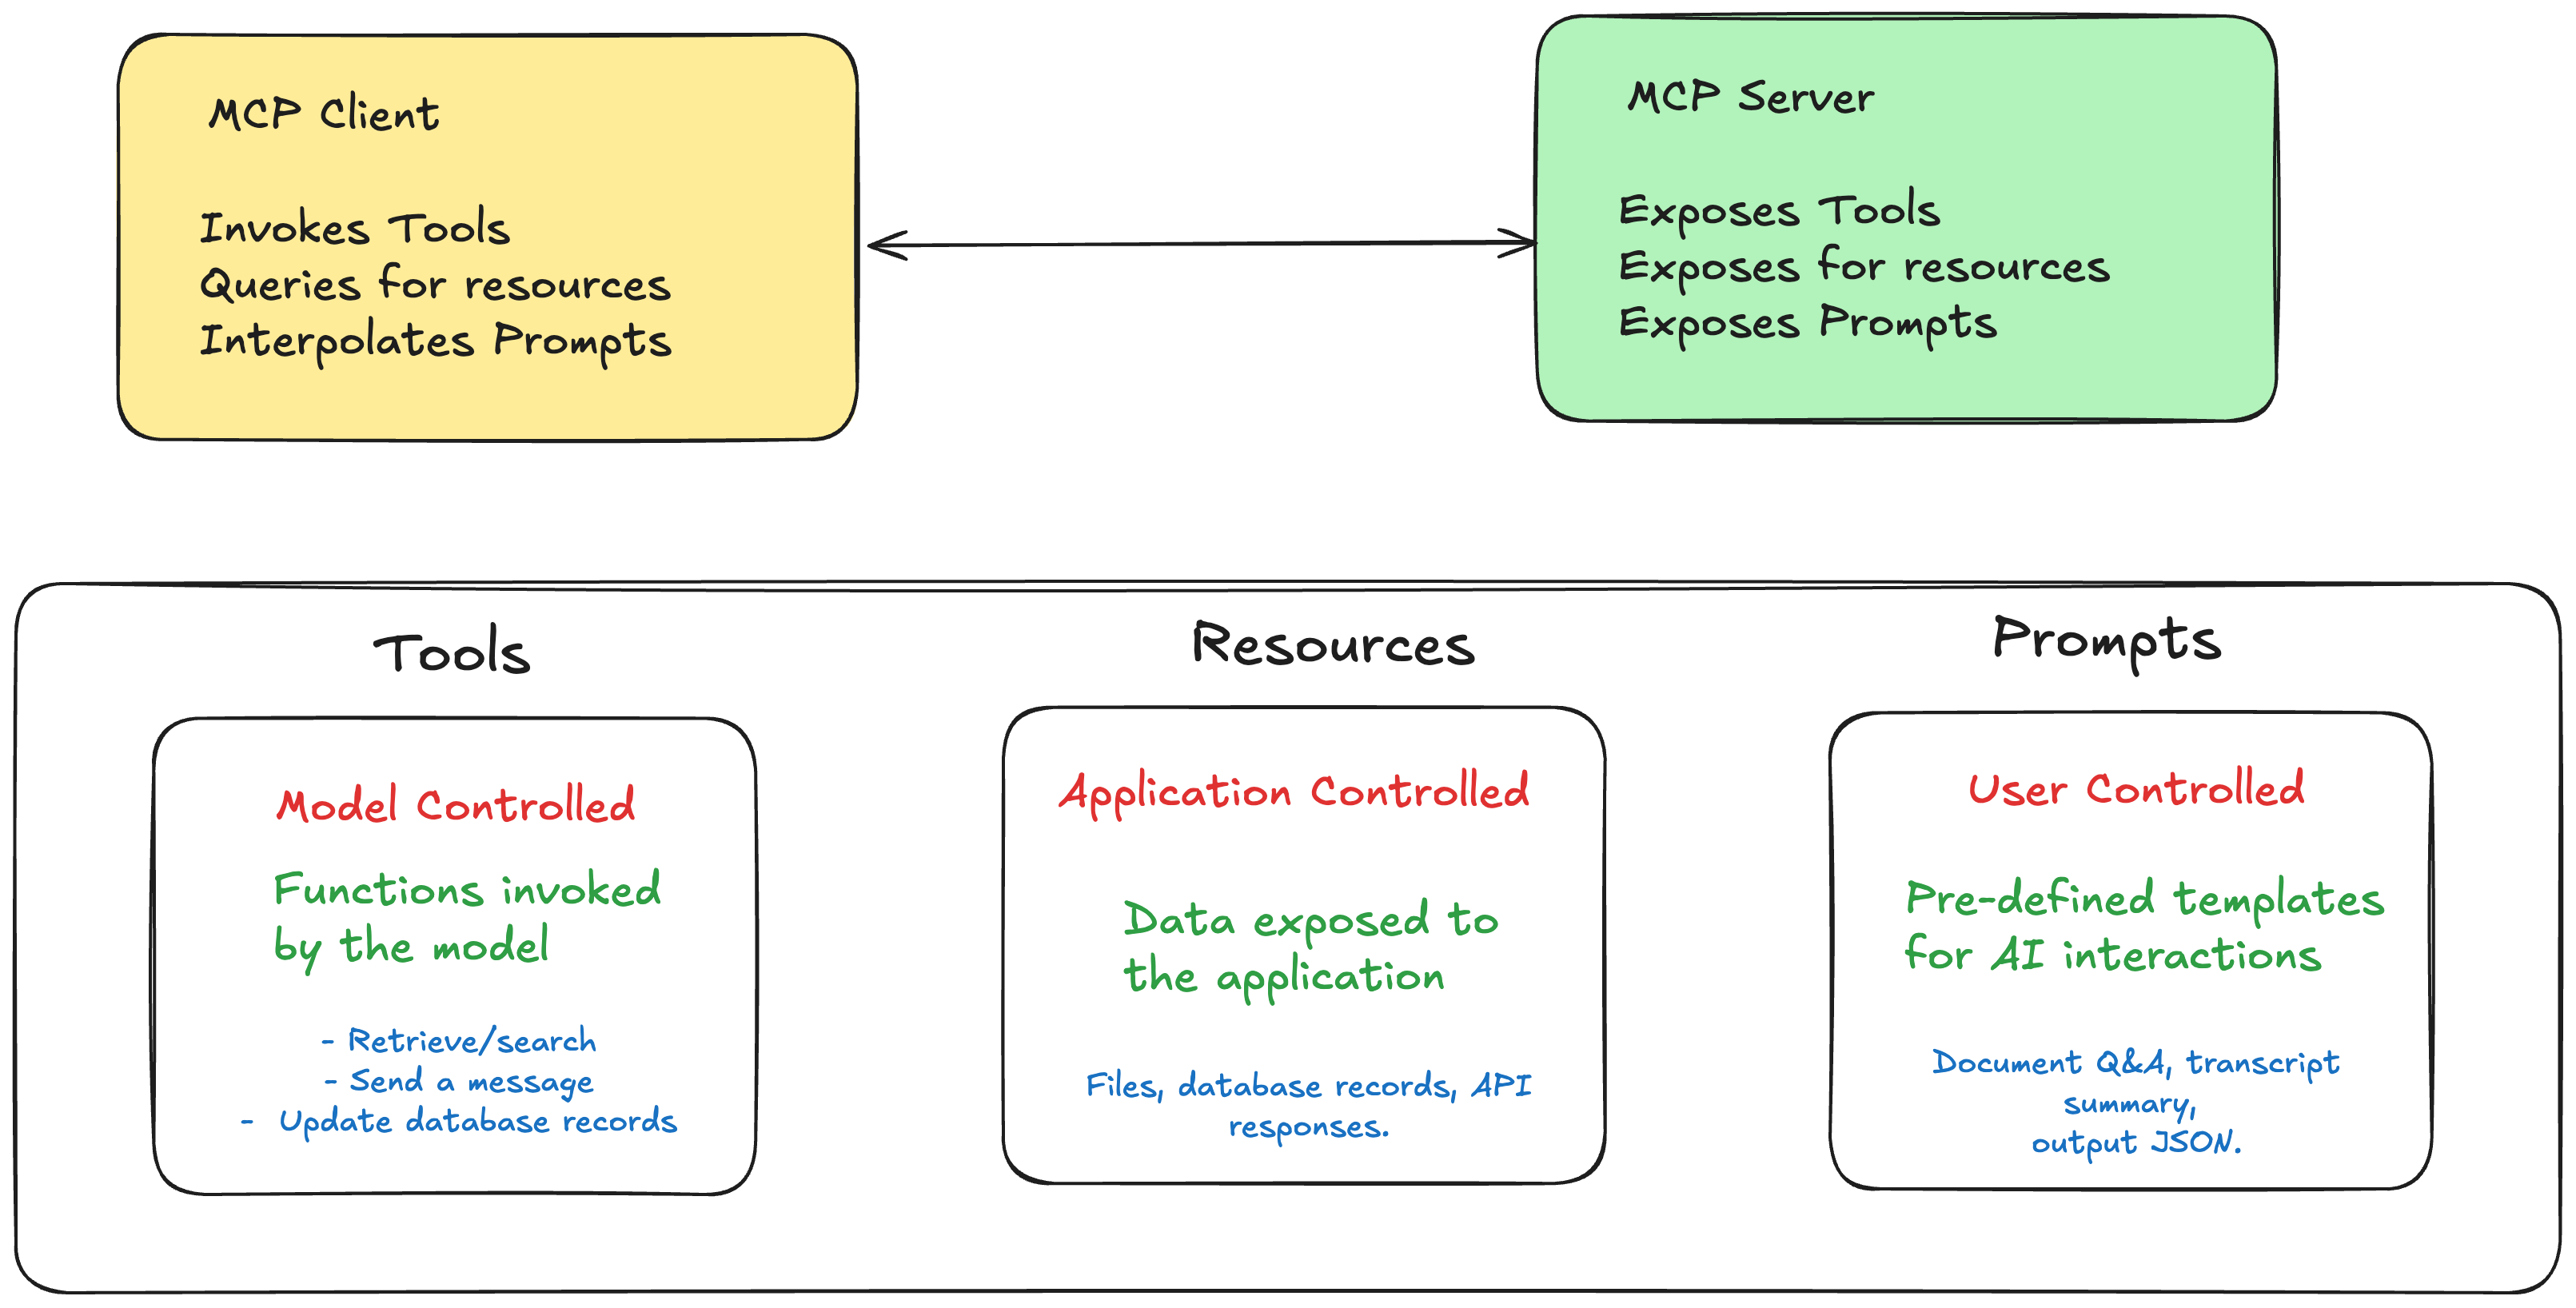 MCP Client
Invokes Tools
Queries for resources
Interpolates Prompts
MCP Server
Exposes Tools
Exposes for resources
Exposes Prompts
Tools
Model Controlled
Functions invoked
by the model
- Retrieve/search
- Send a message
- Update database records
Resources
Application Controlled
Data exposed to
the application
Files, database records, API
responses.
Prompts
User Controlled
Pre-defined templates
for AI interactions
Document Q&A, transcript
summary,
output JSON.